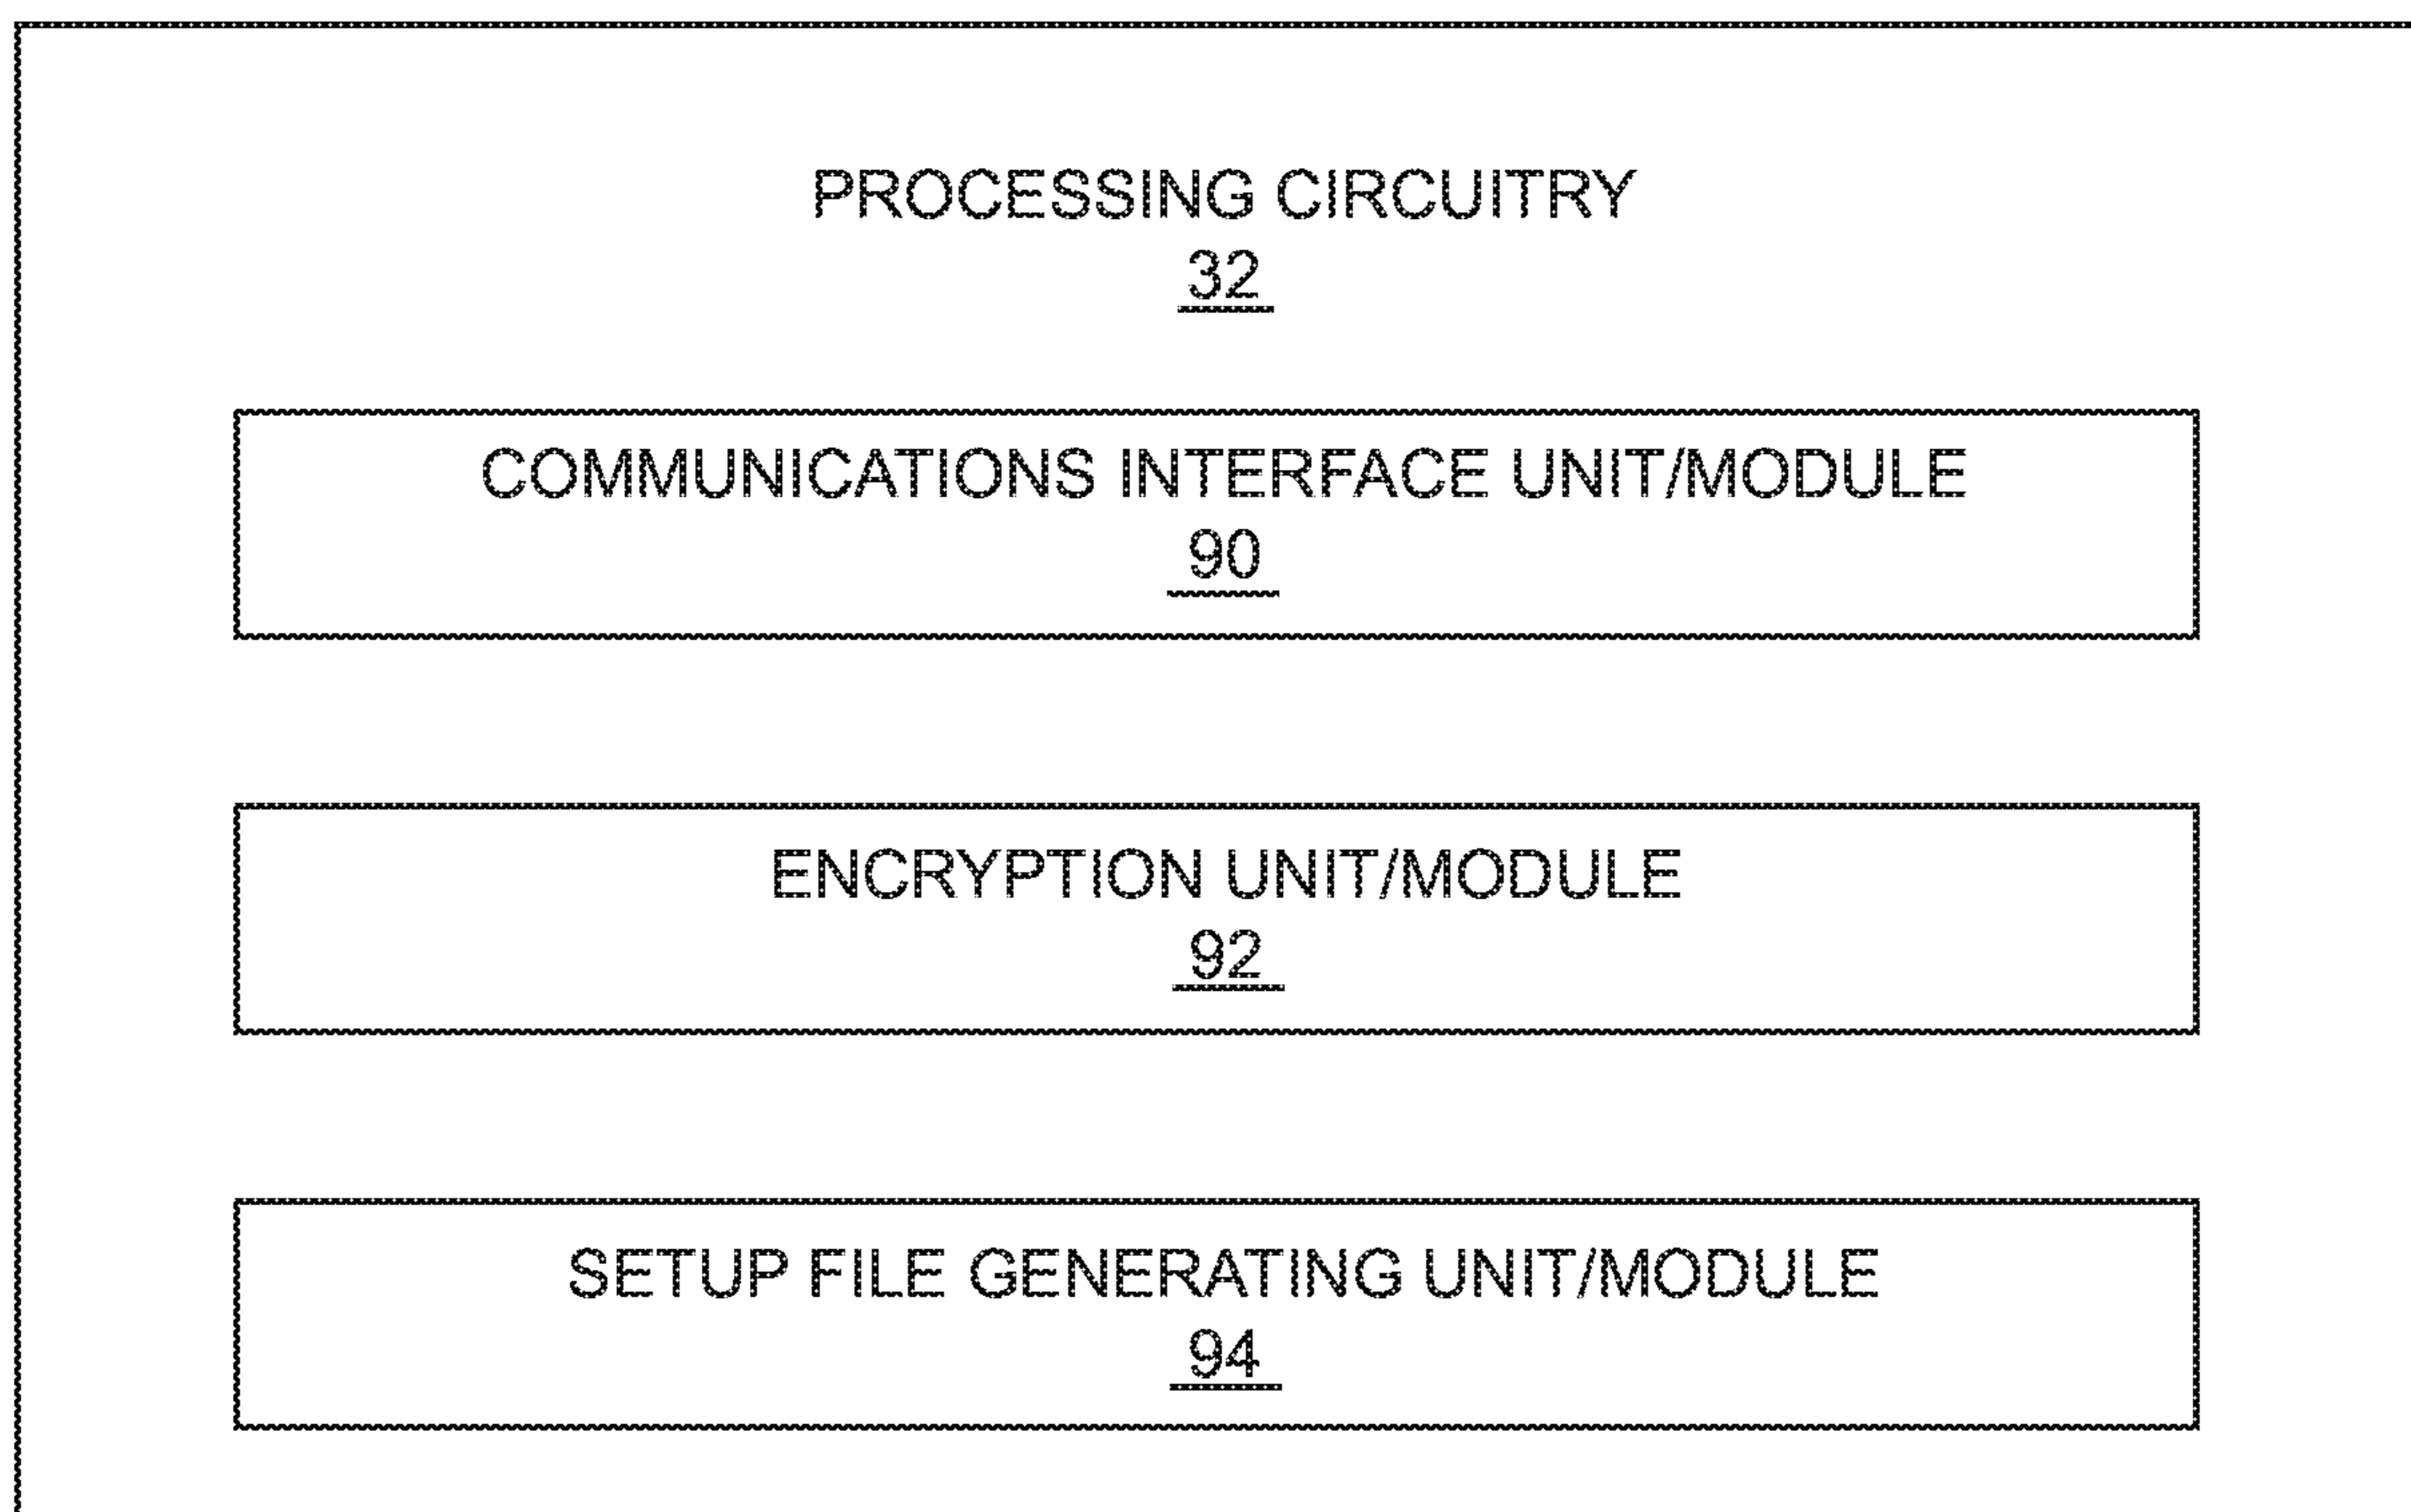 PROCESSING CIRCUITRY
32
COMMUNICATIONS INTERFACE UNIT/MODULE
90
ENCRYPTION UNIT/MODULE
92
SETUP FILE GENERATING UNIT/MODULE
94